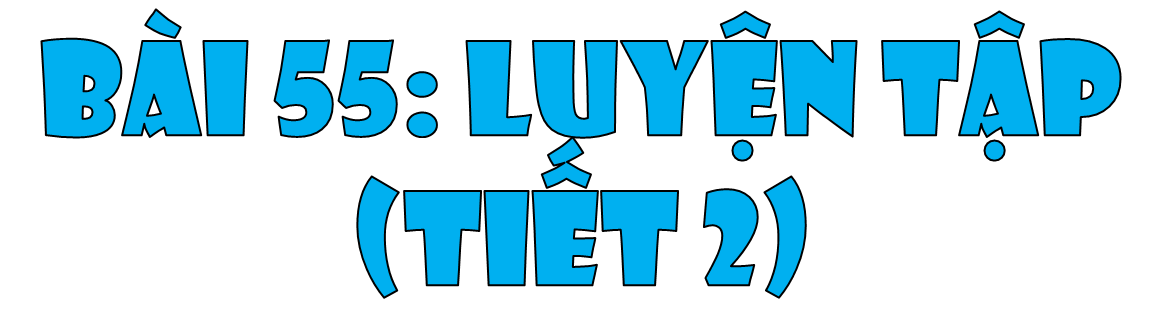 BÀI 55: LUYỆN TẬP
(TIẾT 2)